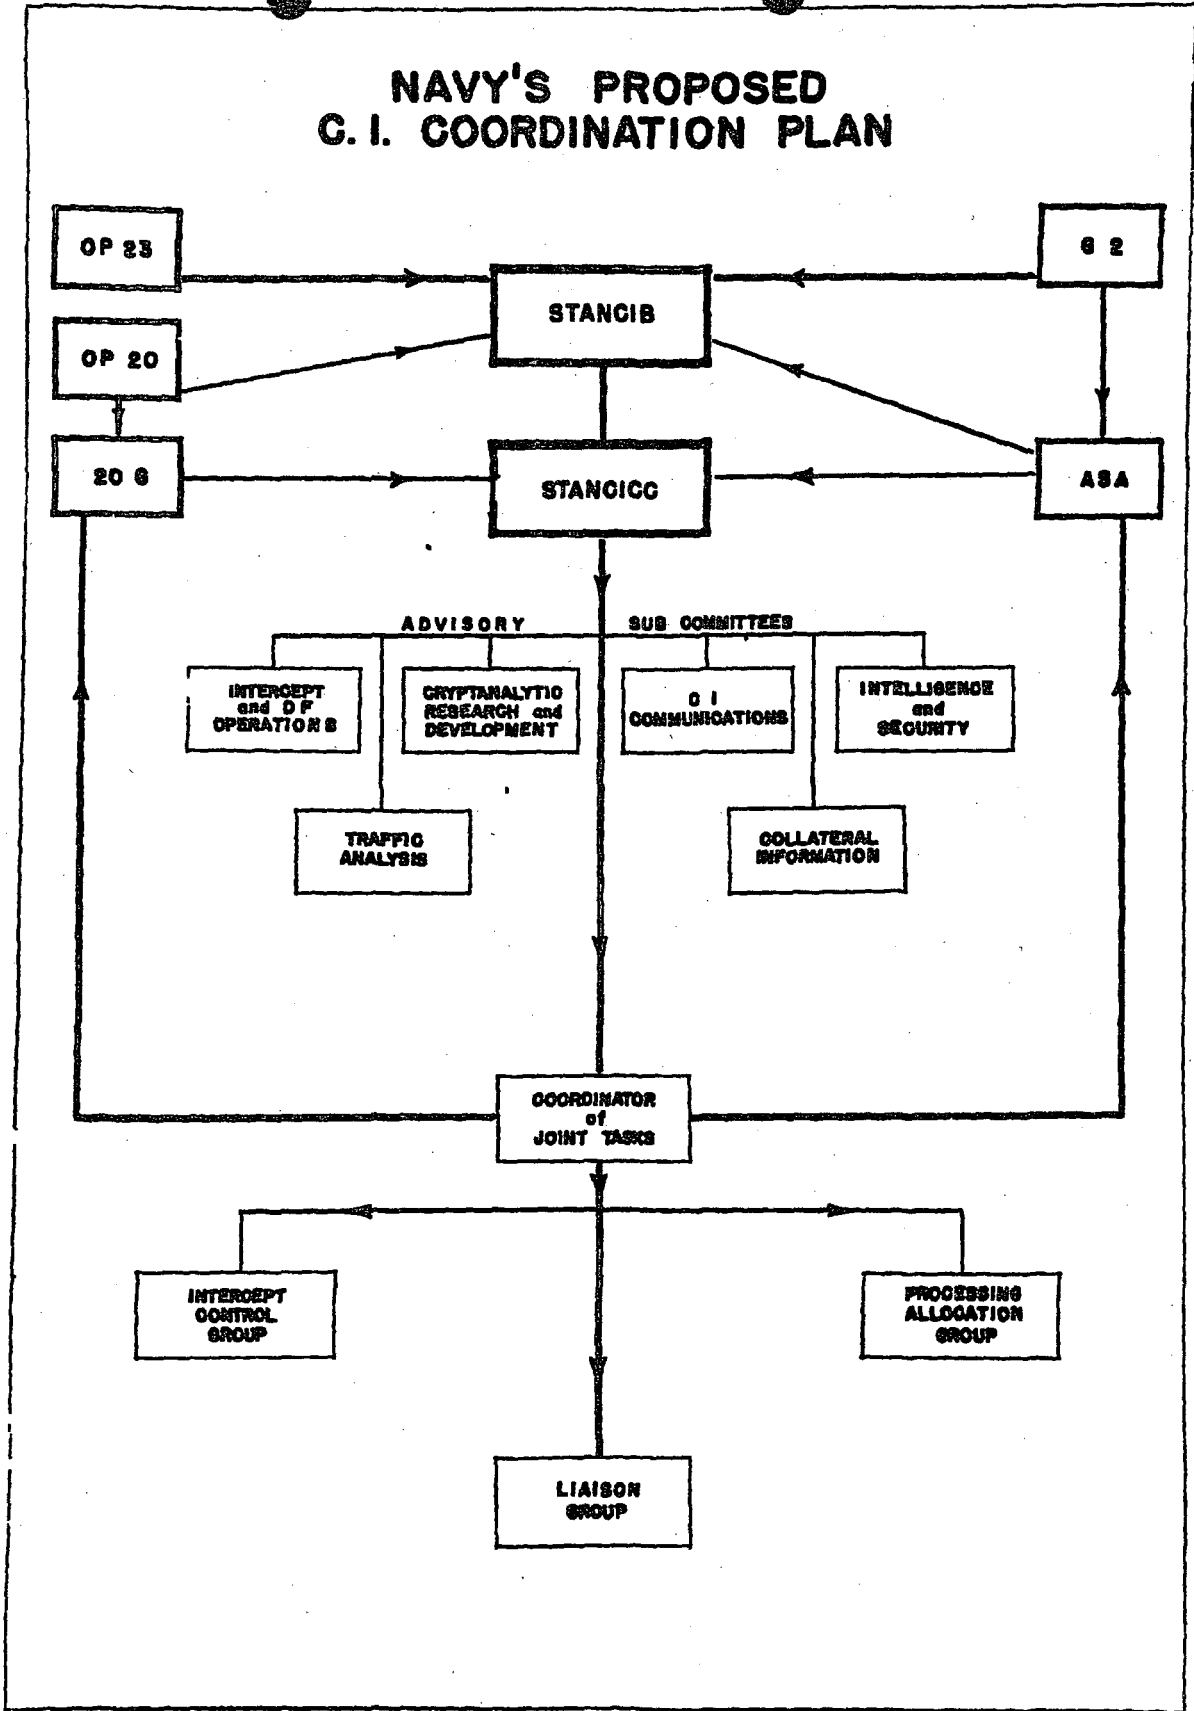 NAVY'S PROPOSED
C. I. COORDINATION PLAN
OP 23
G 2
STANCIB
OP 20
20 G
STANCICC
ASA
ADVISORY SUB COMMITTEES
INTERCEPT
and DF
OPERATIONS
CRYPTANALYTIC
RESEARCH and
DEVELOPMENT
C I
COMMUNICATIONS
INTELLIGENCE
and
SECURITY
TRAFFIC
ANALYSIS
COLLATERAL
INFORMATION
COORDINATOR
of
JOINT TASKS
INTERCEPT
CONTROL
GROUP
PROCESSING
ALLOCATION
GROUP
LIAISON
GROUP